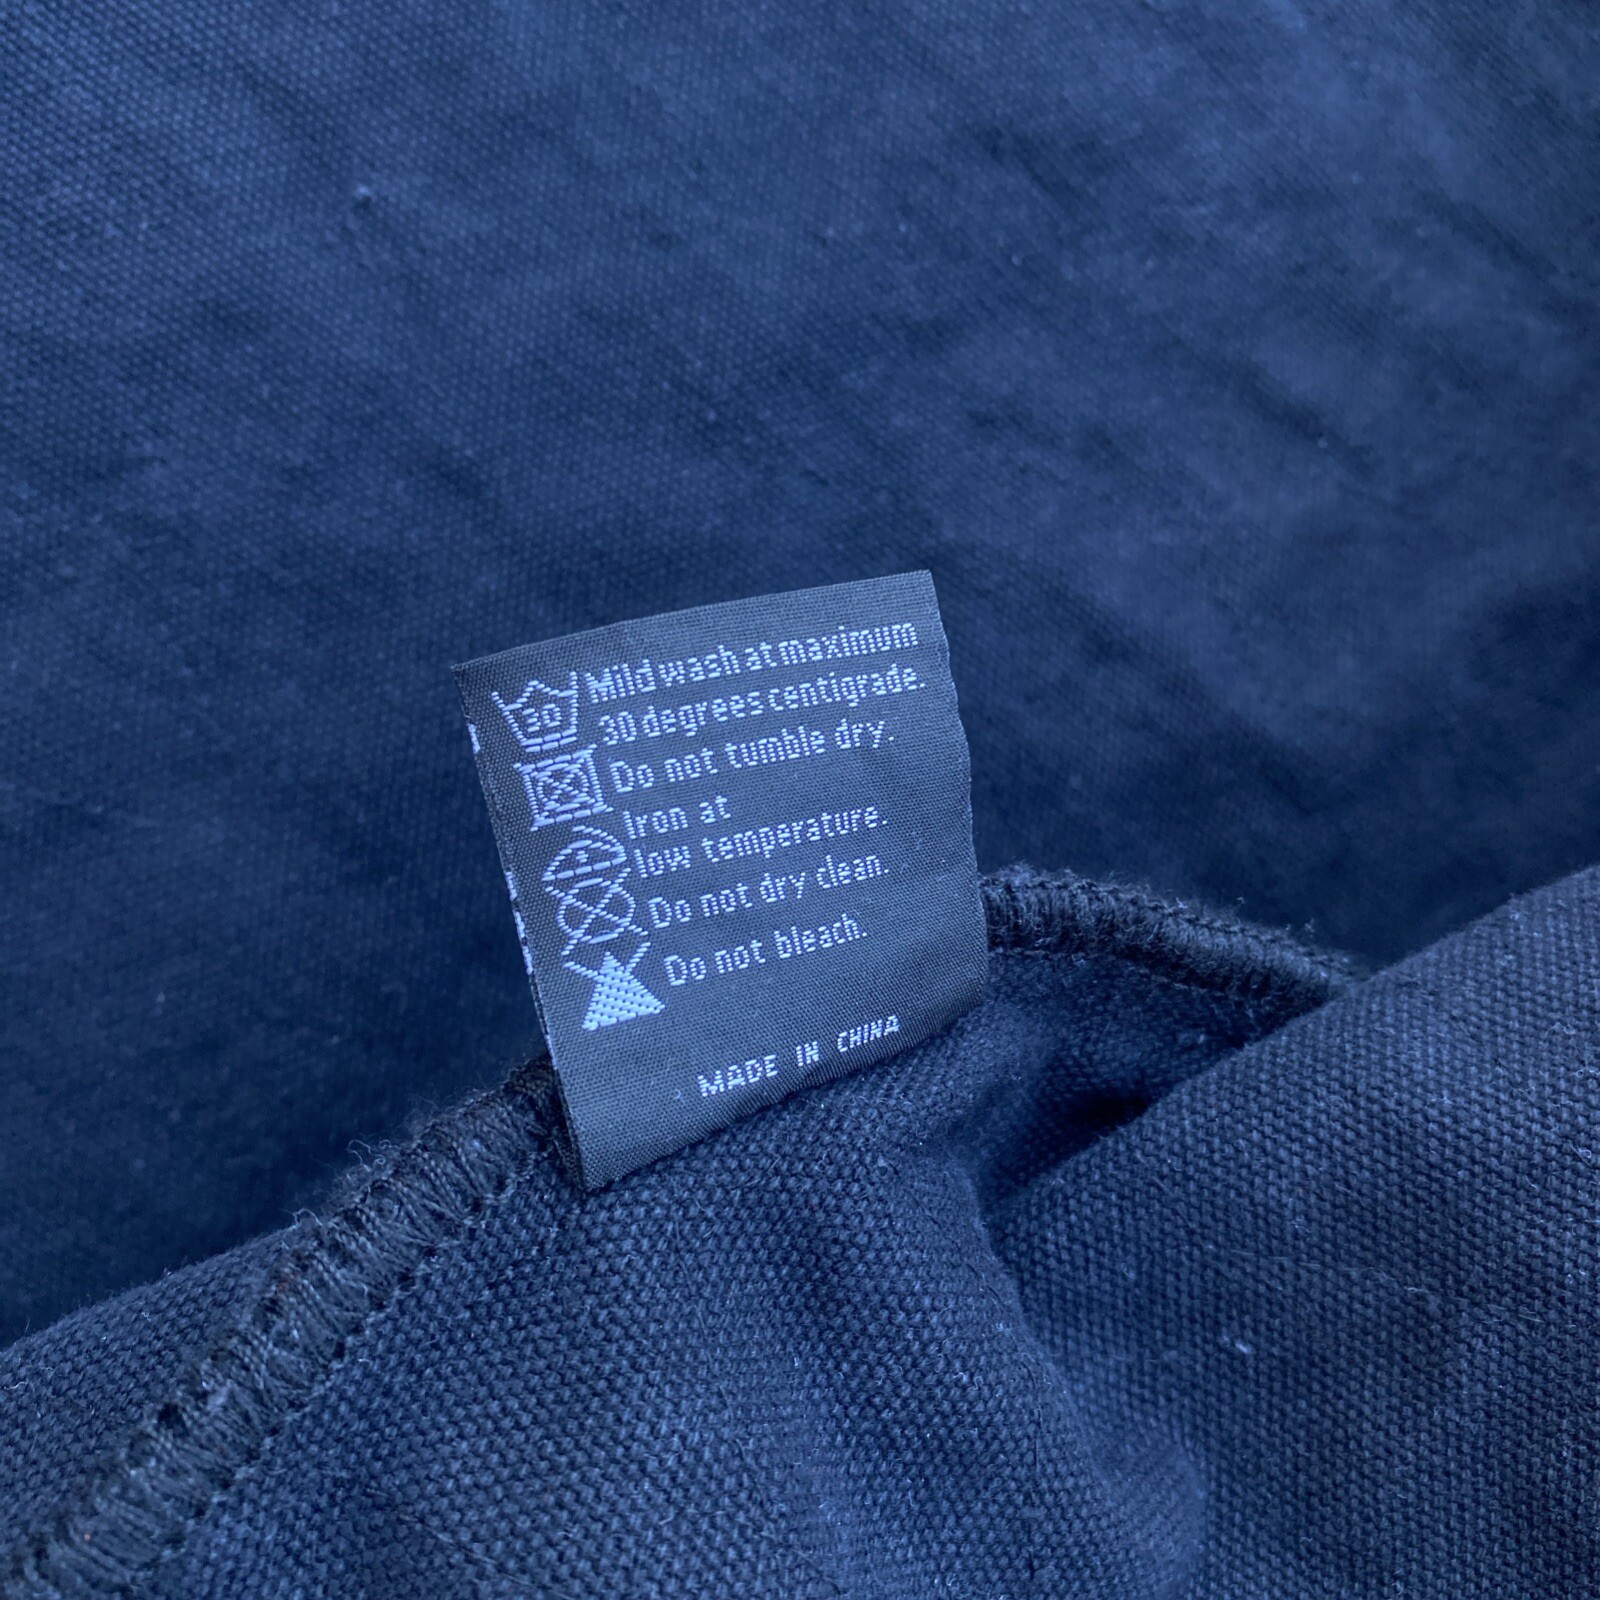 Mild wash at maximum
30 degrees centigrade.
30
Do not tumble dry.
Iron at
low temperature.
Do not dry clean.
Do not bleach.
MADE IN CHINA